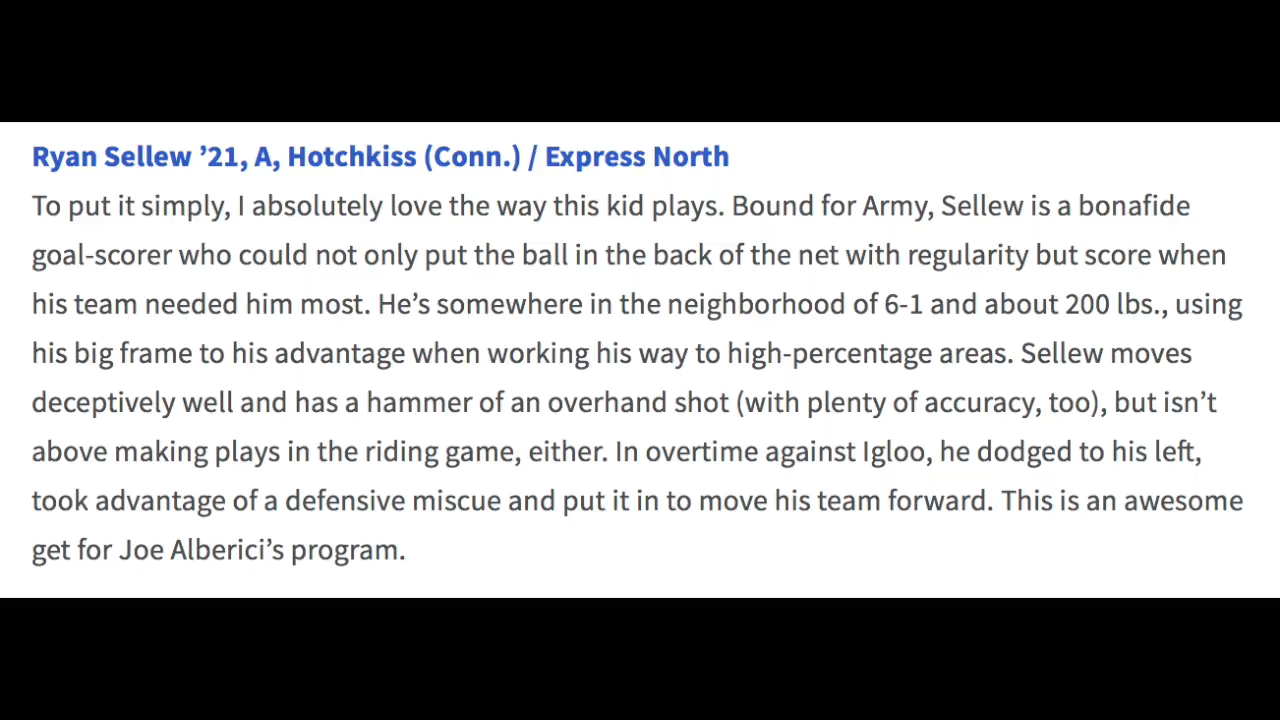 Ryan Sellew ’21, A, Hotchkiss (Conn.) / Express North
To put it simply, I absolutely love the way this kid plays. Bound for Army, Sellew is a bonafide
goal-scorer who could not only put the ball in the back of the net with regularity but score when
his team needed him most. He’s somewhere in the neighborhood of 6-1 and about 200 lbs., using
his big frame to his advantage when working his way to high-percentage areas. Sellew moves
deceptively well and has a hammer of an overhand shot (with plenty of accuracy, too), but isn’t
above making plays in the riding game, either. In overtime against Igloo, he dodged to his left,
took advantage of a defensive miscue and put it in to move his team forward. This is an awesome
get for Joe Alberici’s program.